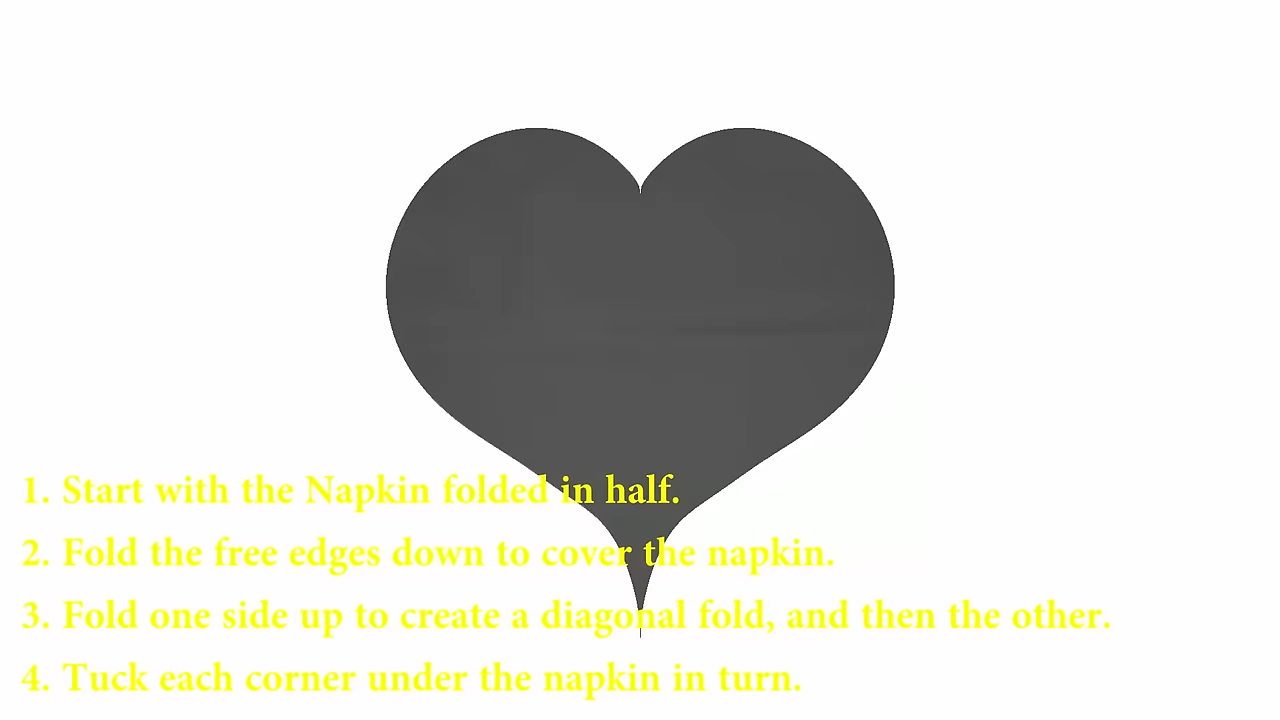 1. Start with the Napkin folded in half.
2. Fold the free edges down to cover the napkin.
3. Fold one side up to create a diagonal fold, and then the other.
4. Tuck each corner under the napkin in turn.